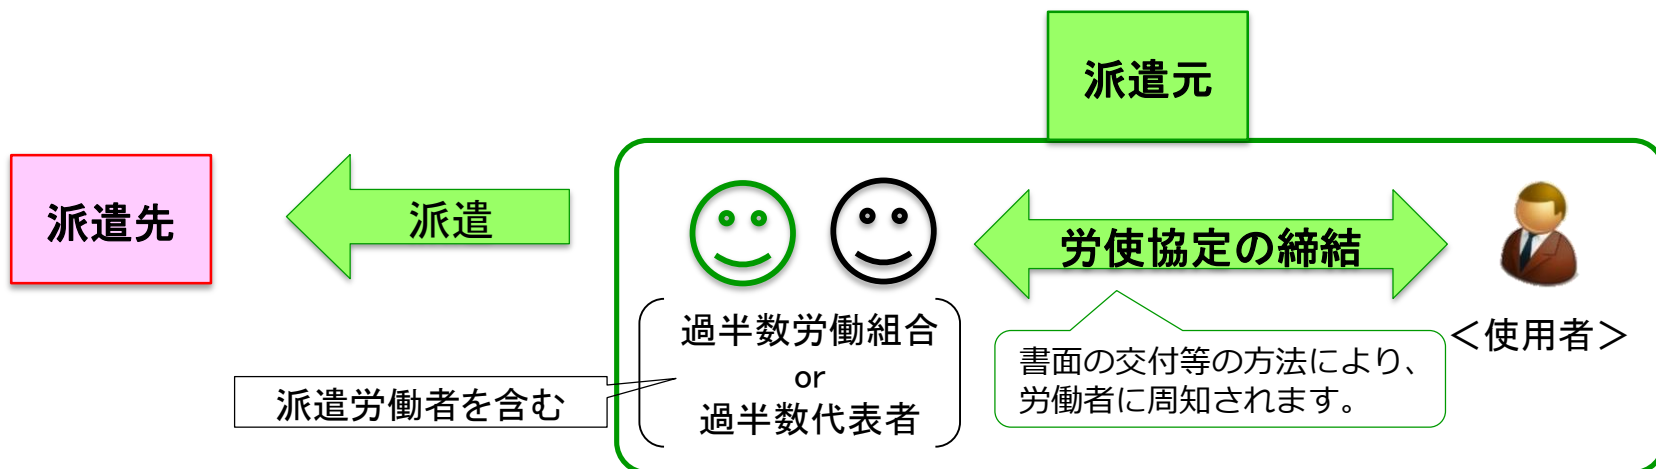 派遣元
派遣先
派遣
労使協定の締結
過半数労働組合
or
過半数代表者
派遣労働者を含む
書面の交付等の方法により、
労働者に周知されます。
＜使用者＞